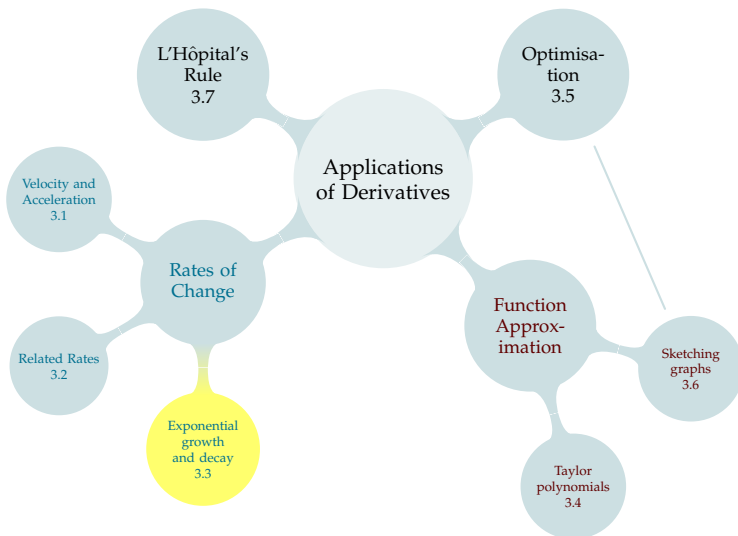 L'Hôpital's
Rule
3.7
Optimisa-
tion
3.5
Applications
of Derivatives
Velocity and
Acceleration
3.1
Rates of
Change
Related Rates
3.2
Exponential
growth
and decay
3.3
Function
Approx-
imation
Sketching
graphs
3.6
Taylor
polynomials
3.4